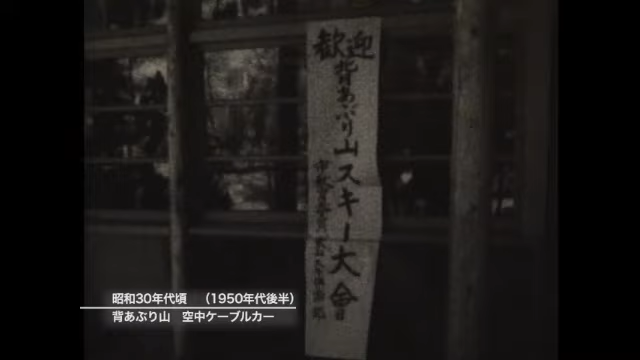 歓迎
背あぶり山スキー大會
昭和30年代頃 （1950年代後半）
背あぶり山 空中ケーブルカー